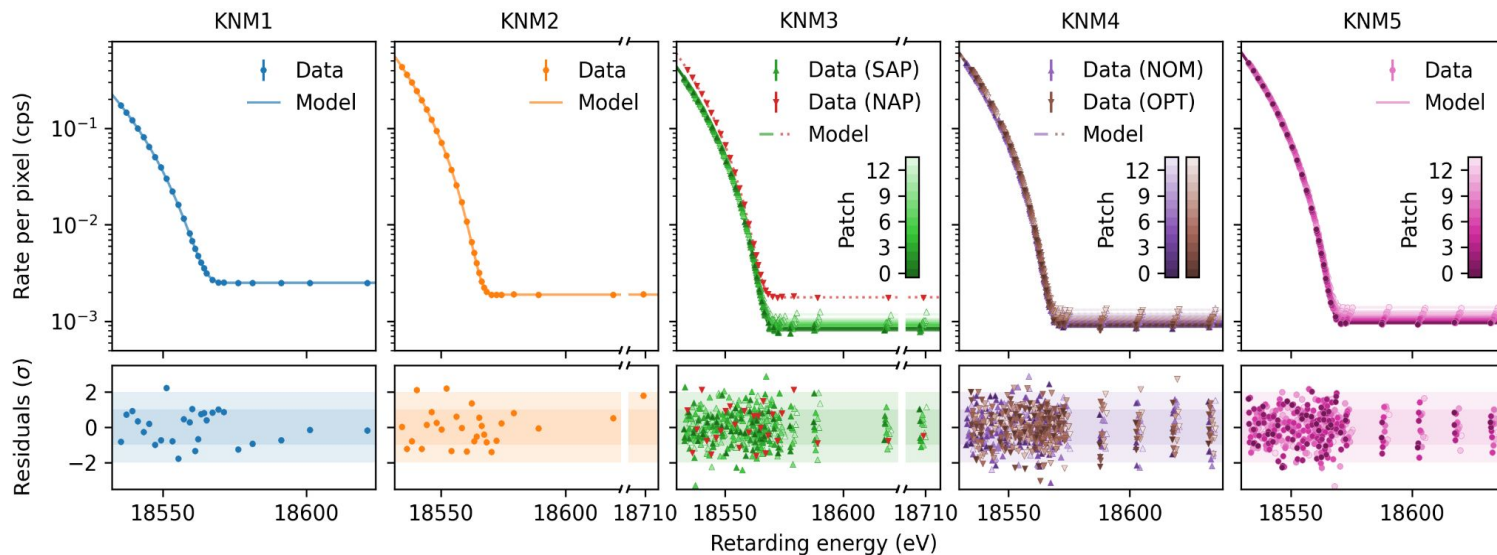 KNM1 KNM2 KNM3 KNM4 KNM5
Rate per pixel (cps)
10⁻¹
10⁻²
10⁻³
Data
Model
Data
Model
Data (SAP)
Data (NAP)
Model
Patch
12
9
6
3
0
Data (NOM)
Data (OPT)
Model
Patch
12
9
6
3
0
Data
Model
Patch
12
9
6
3
0
Residuals (σ)
2
0
−2
18550 18600 18550 18600 18710 18550 18600 18710 18550 18600 18550 18600
Retarding energy (eV)